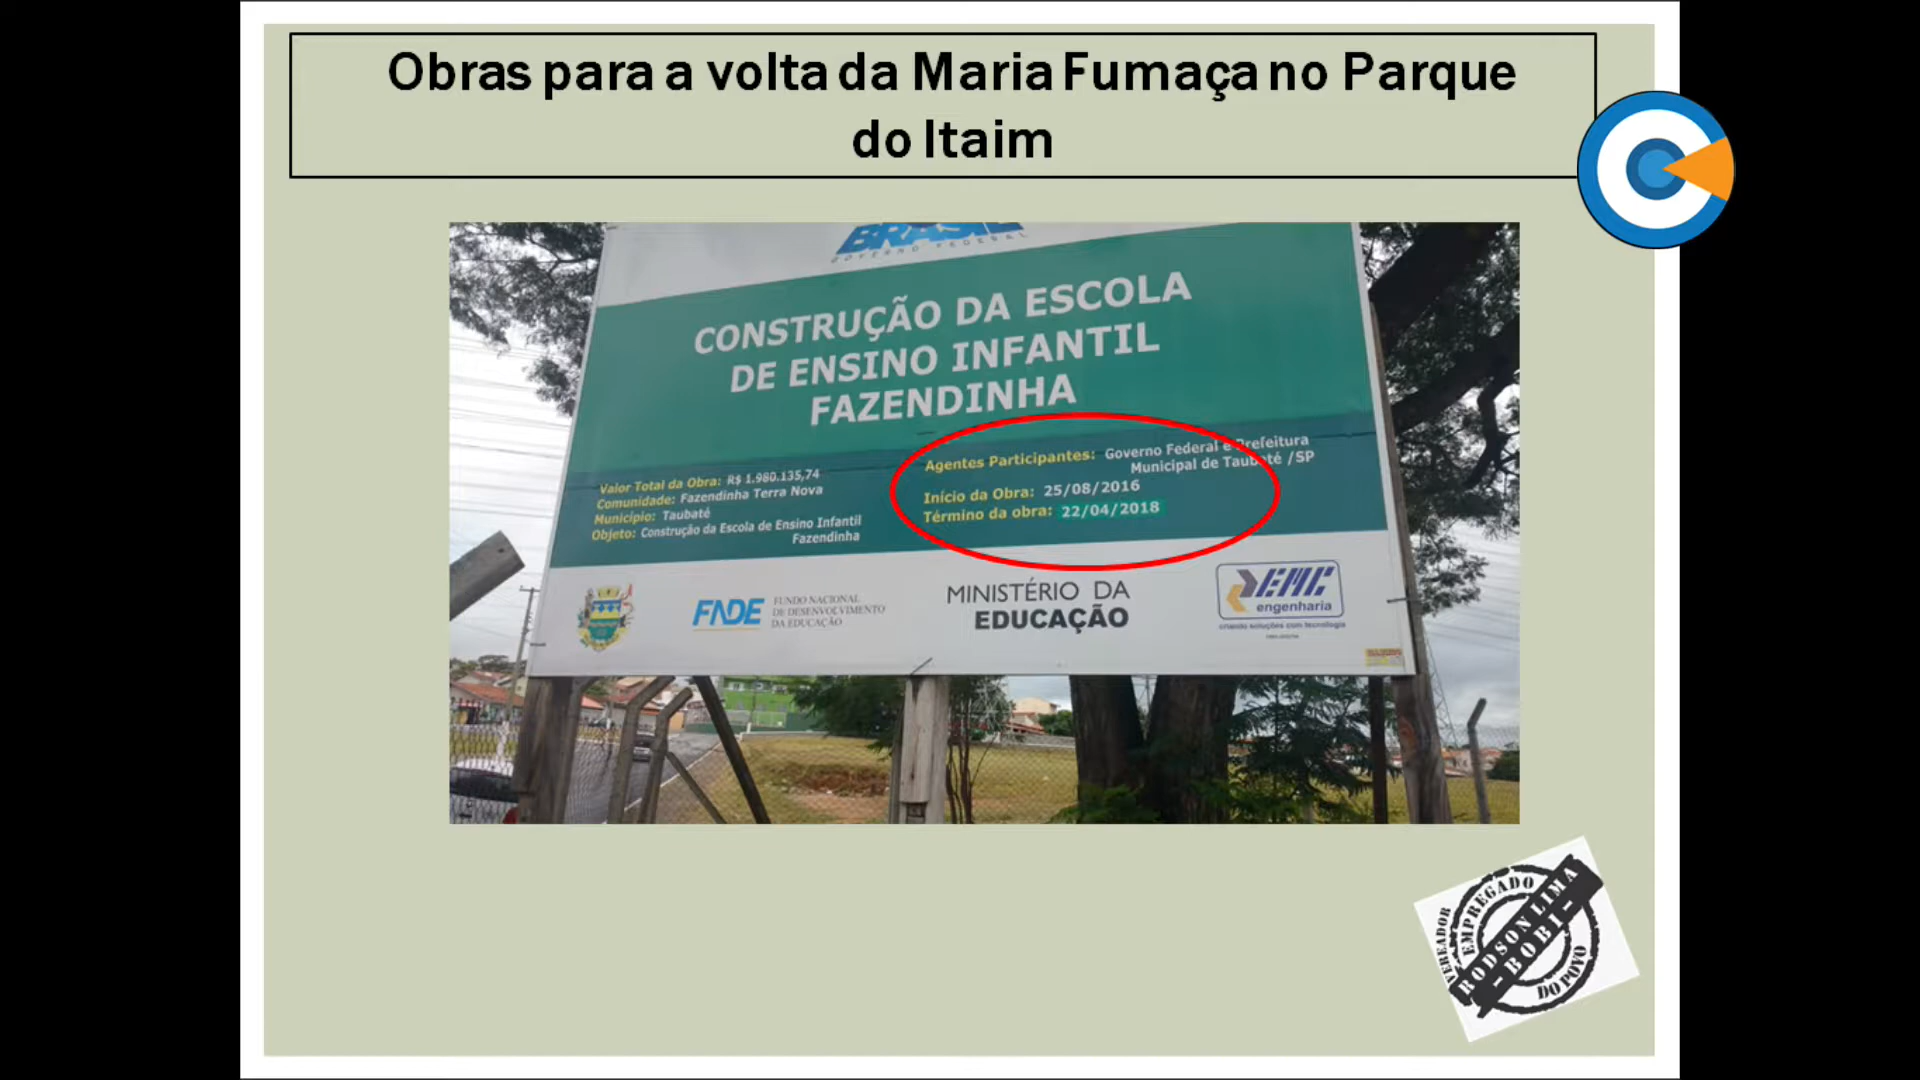 Obras para a volta da Maria Fumaça no Parque
do Itaim
BRASIL
GOVERNO FEDERAL
CONSTRUÇÃO DA ESCOLA
DE ENSINO INFANTIL
FAZENDINHA
Valor Total da Obra: R$ 1.980.135,74
Comunidade: Fazendinha Terra Nova
Município: Taubaté
Objeto: Construção da Escola de Ensino Infantil
Fazendinha
Agentes Participantes: Governo Federal e Prefeitura
Municipal de Taubaté /SP
Início da Obra: 25/08/2016
Término da obra: 22/04/2018
FNDE
FUNDO NACIONAL
DE DESENVOLVIMENTO
DA EDUCAÇÃO
MINISTÉRIO DA
EDUCAÇÃO
EMC
engenharia
criando soluções com tecnologia
VEREADOR
EMPREGADO
RODSON LIMA
- BOBI -
DO POVO